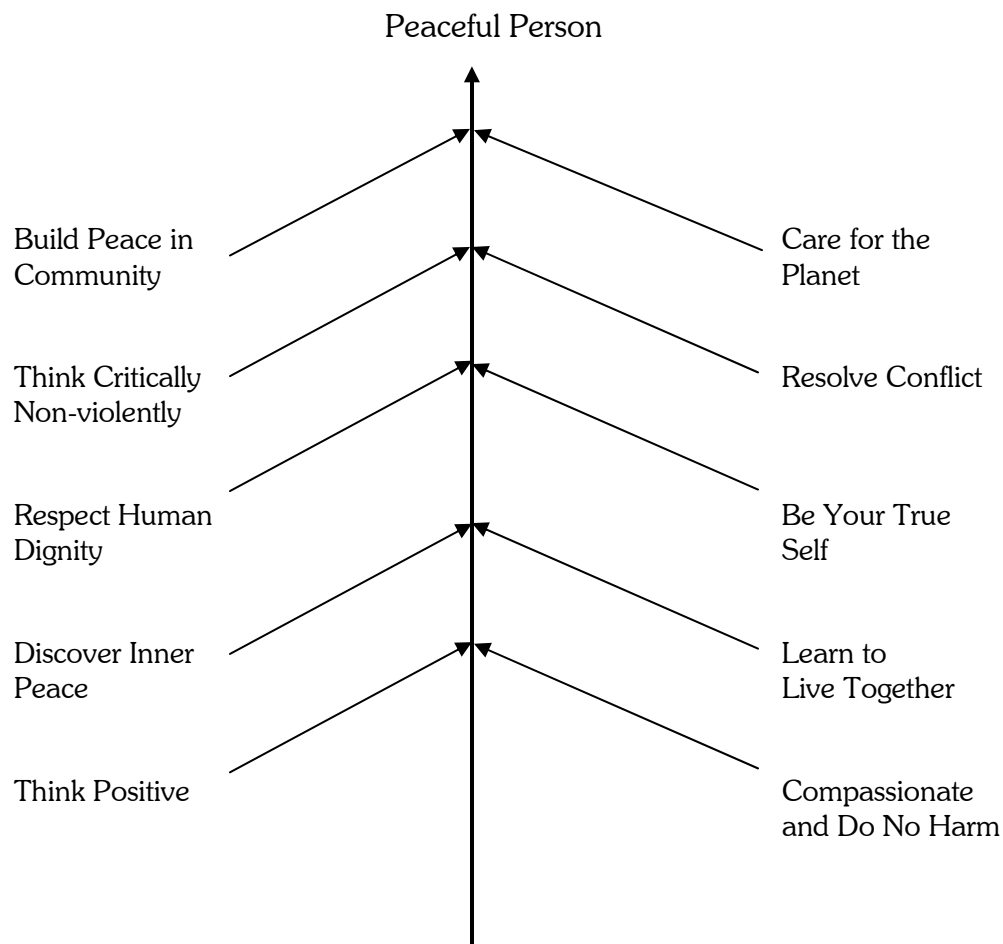 Peaceful Person
Build Peace in
Community
Care for the
Planet
Think Critically
Non-violently
Resolve Conflict
Respect Human
Dignity
Be Your True
Self
Discover Inner
Peace
Learn to
Live Together
Think Positive
Compassionate
and Do No Harm